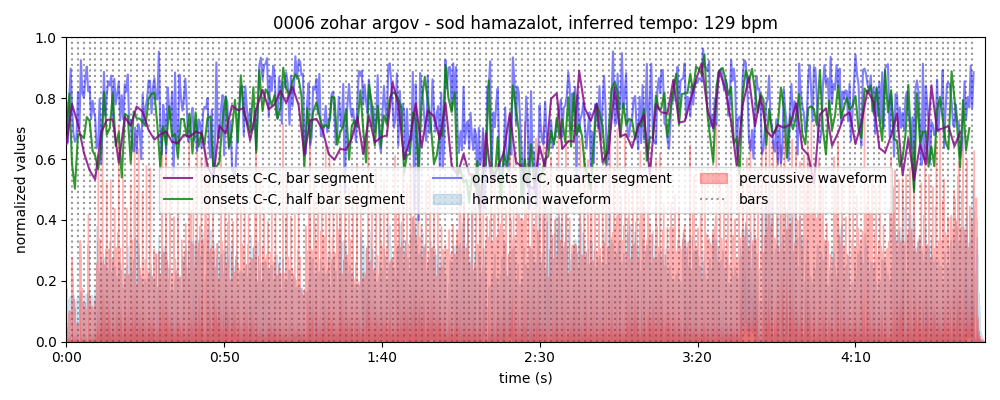 0006 zohar argov - sod hamazalot, inferred tempo: 129 bpm
normalized values
1.0
0.8
0.6
0.4
0.2
0.0
onsets C-C, bar segment
onsets C-C, half bar segment
onsets C-C, quarter segment
harmonic waveform
percussive waveform
bars
0:00 0:50 1:40 2:30 3:20 4:10
time (s)